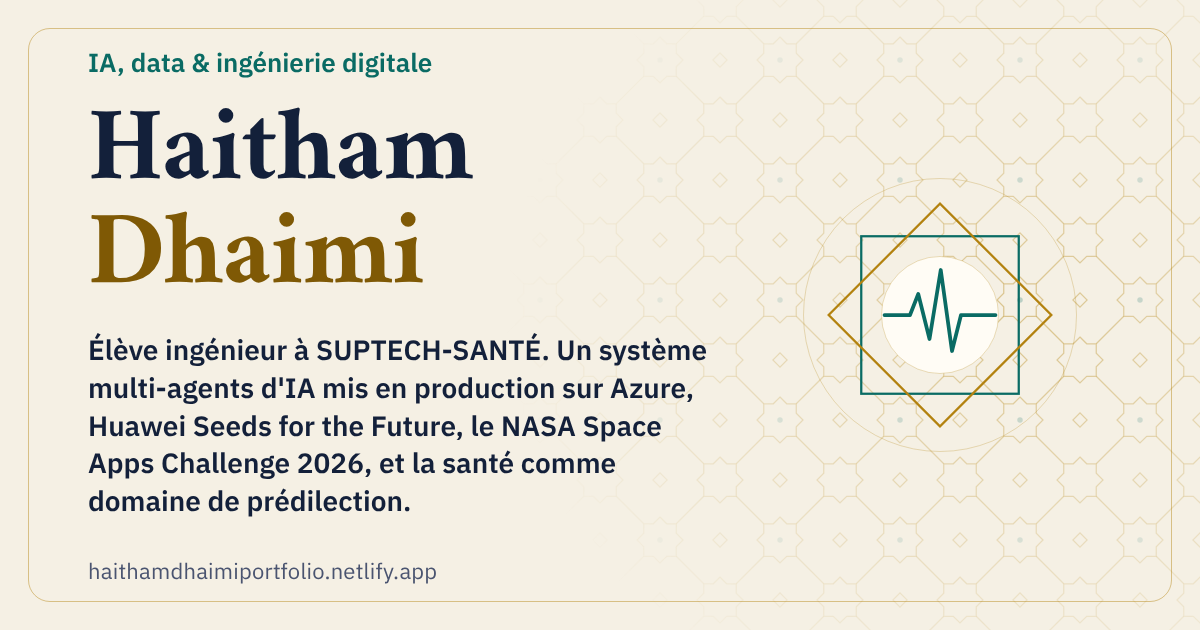 IA, data & ingénierie digitale
Haitham
Dhaimi
Élève ingénieur à SUPTECH-SANTÉ. Un système
multi-agents d'IA mis en production sur Azure,
Huawei Seeds for the Future, le NASA Space
Apps Challenge 2026, et la santé comme
domaine de prédilection.
haithamdhaimiportfolio.netlify.app